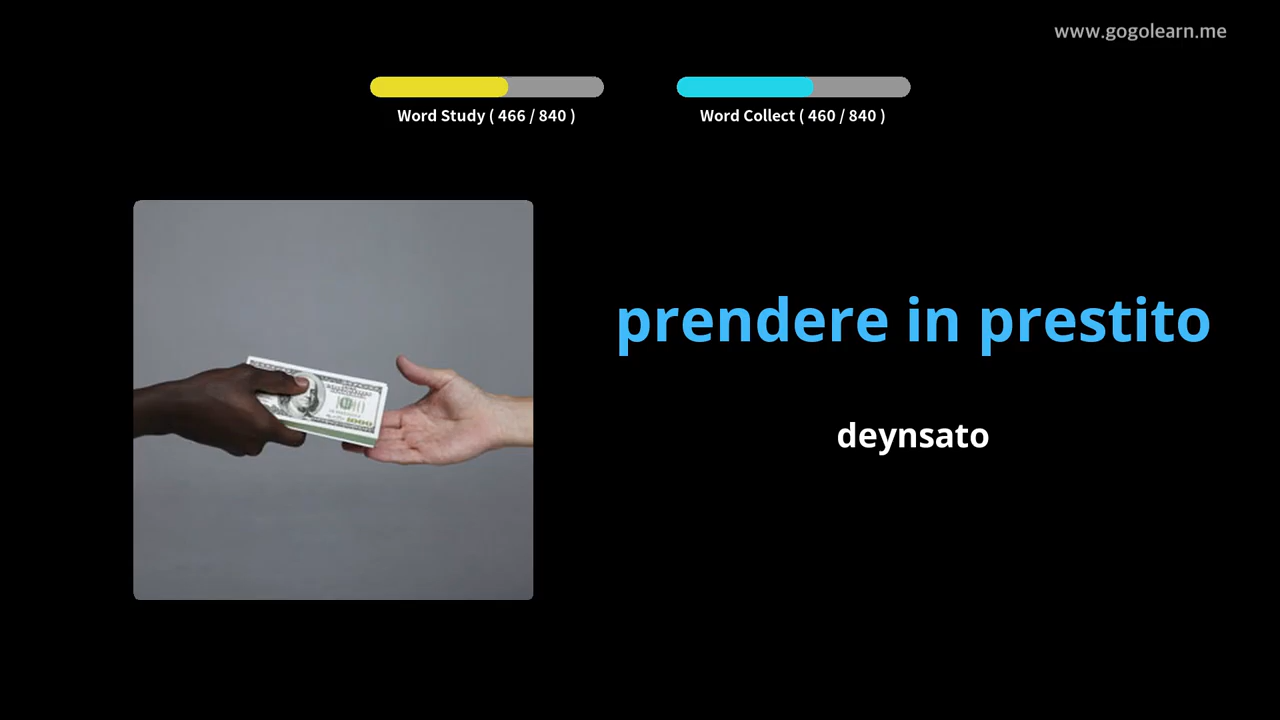 www.gogolearn.me
Word Study ( 466 / 840 )
Word Collect ( 460 / 840 )
prendere in prestito
deynsato